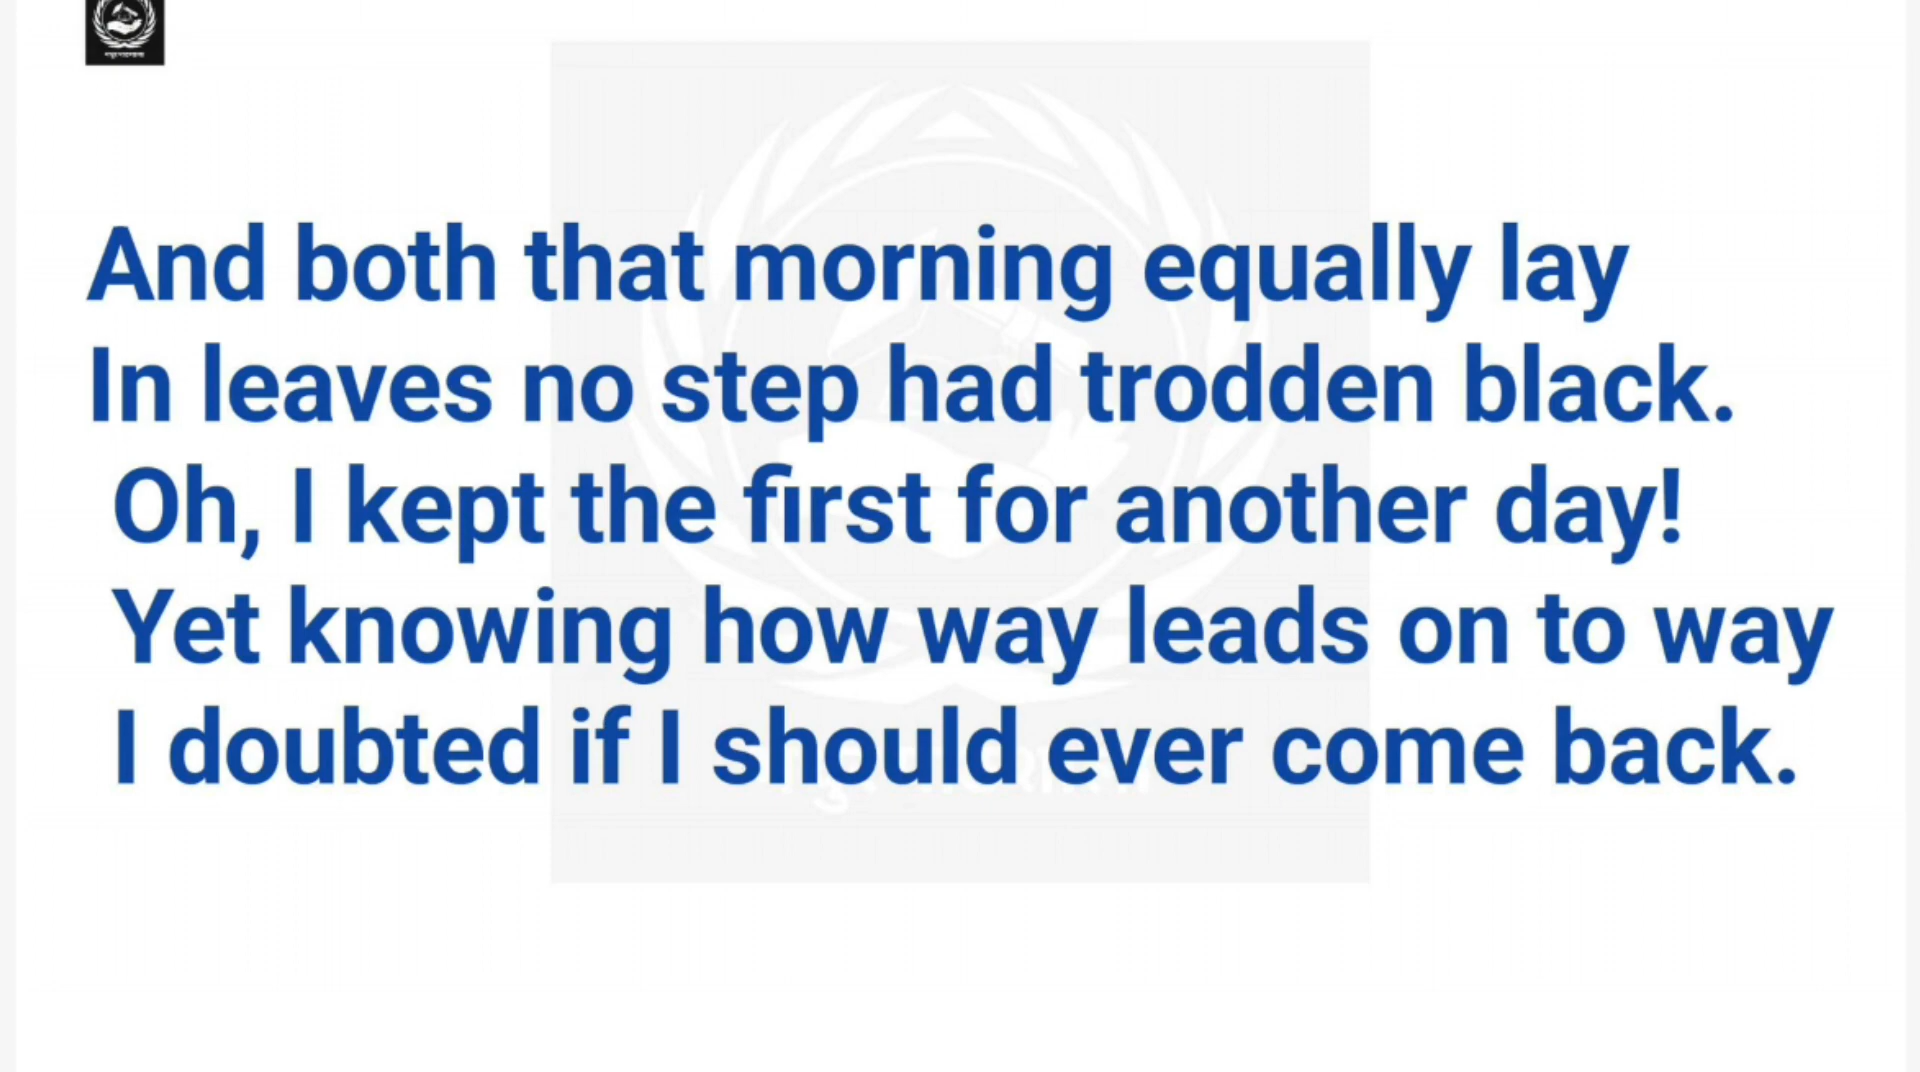 And both that morning equally lay
In leaves no step had trodden black.
Oh, I kept the first for another day!
Yet knowing how way leads on to way
I doubted if I should ever come back.